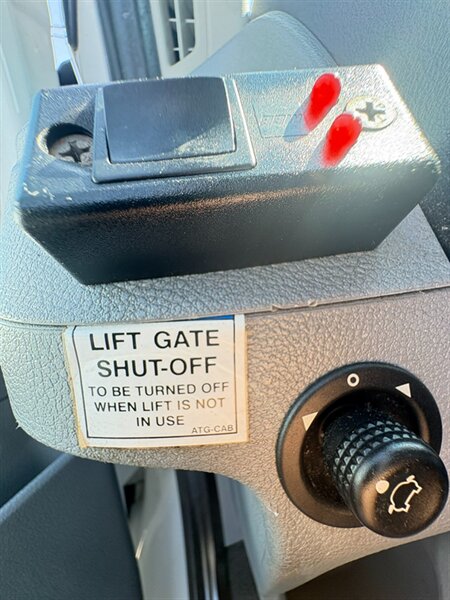 LIFT GATE
SHUT-OFF
TO BE TURNED OFF
WHEN LIFT IS NOT
IN USE
ATG-CAB
O